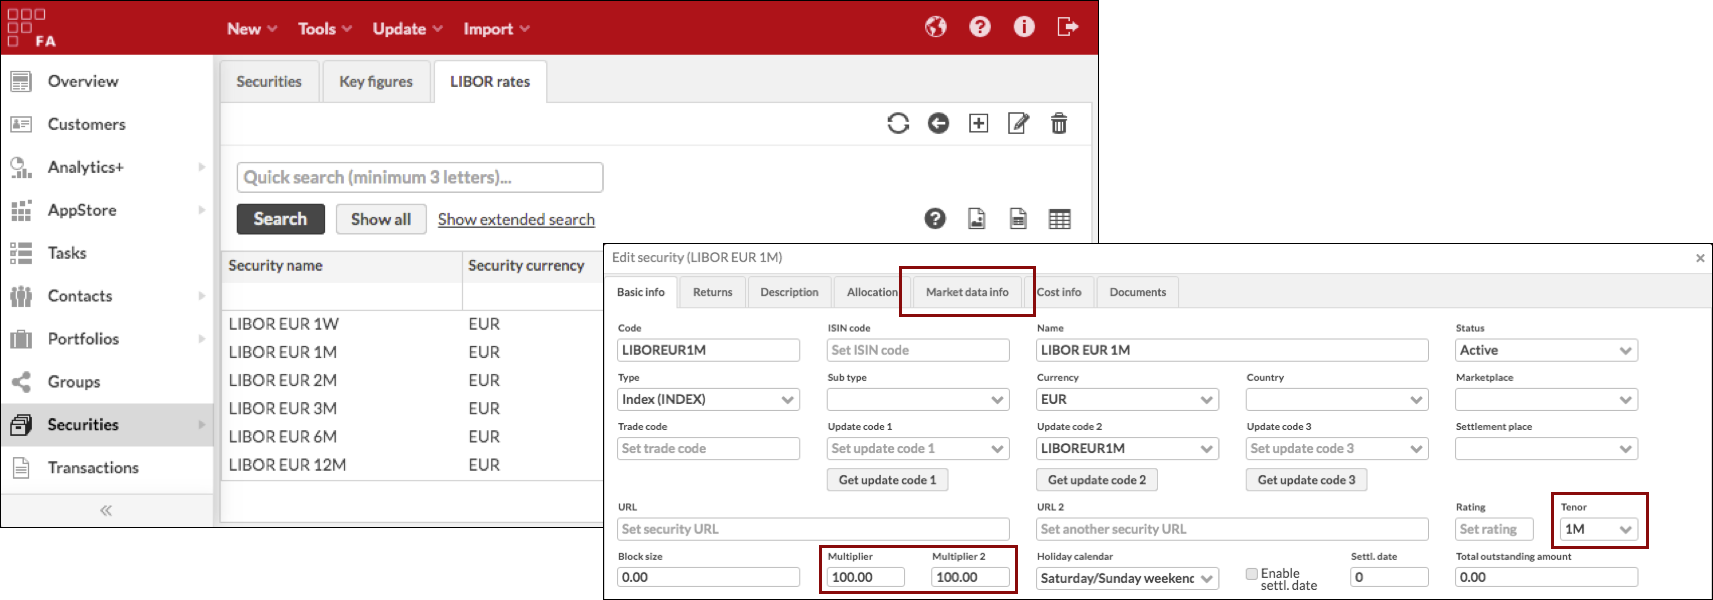 FA
New Tools Update Import
Overview
Customers
Analytics+
AppStore
Tasks
Contacts
Portfolios
Groups
Securities
Transactions
«
Securities Key figures LIBOR rates
Quick search (minimum 3 letters)...
Search Show all Show extended search
Security name Security currency
LIBOR EUR 1W EUR
LIBOR EUR 1M EUR
LIBOR EUR 2M EUR
LIBOR EUR 3M EUR
LIBOR EUR 6M EUR
LIBOR EUR 12M EUR
Edit security (LIBOR EUR 1M)
Basic info Returns Description Allocation Market data info Cost info Documents
Code ISIN code Name Status
LIBOREUR1M Set ISIN code LIBOR EUR 1M Active
Type Sub type Currency Country Marketplace
Index (INDEX) EUR
Trade code Update code 1 Update code 2 Update code 3 Settlement place
Set trade code Set update code 1 LIBOREUR1M Set update code 3
Get update code 1 Get update code 2 Get update code 3
URL URL 2 Rating Tenor
Set security URL Set another security URL Set rating 1M
Block size Multiplier Multiplier 2 Holiday calendar Settl. date Total outstanding amount
0.00 100.00 100.00 Saturday/Sunday weekend Enable 0 0.00
settl. date